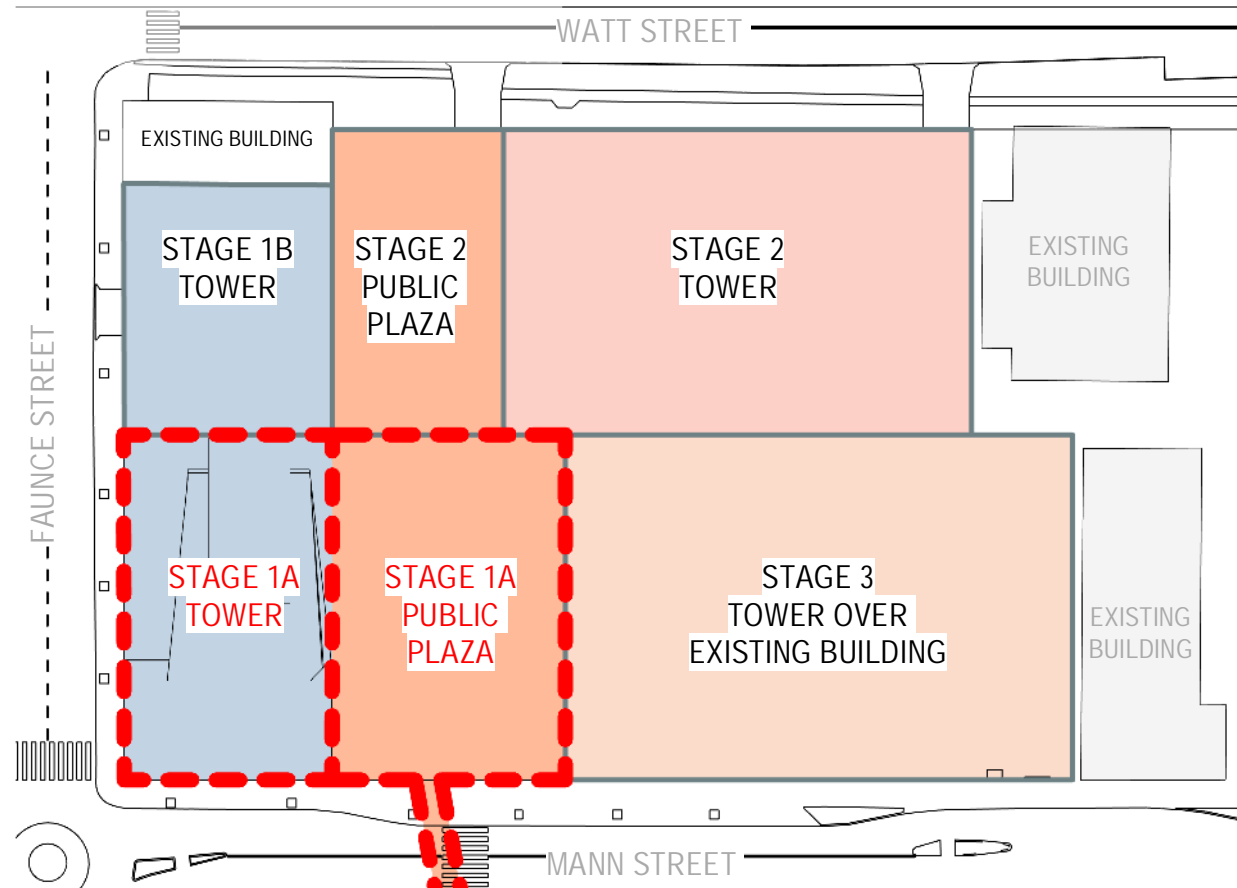 WATT STREET
EXISTING BUILDING
STAGE 1B
TOWER
STAGE 2
PUBLIC
PLAZA
STAGE 2
TOWER
EXISTING
BUILDING
FAUNCE STREET
STAGE 1A
TOWER
STAGE 1A
PUBLIC
PLAZA
STAGE 3
TOWER OVER
EXISTING BUILDING
EXISTING
BUILDING
MANN STREET